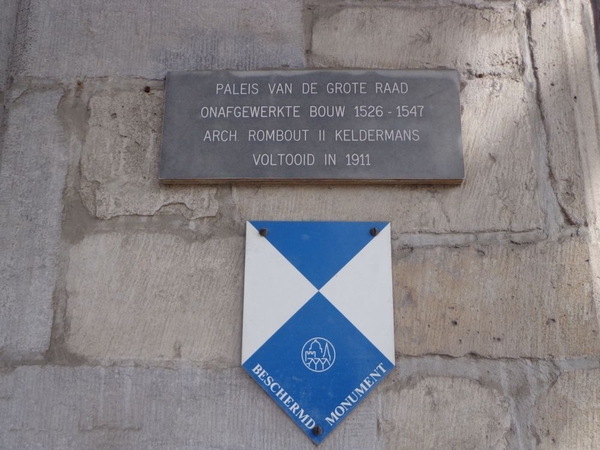 PALEIS VAN DE GROTE RAAD
ONAFGEWERKTE BOUW 1526-1547
ARCH. ROMBOUT II KELDERMANS
VOLTOOID IN 1911
BESCHERMD MONUMENT